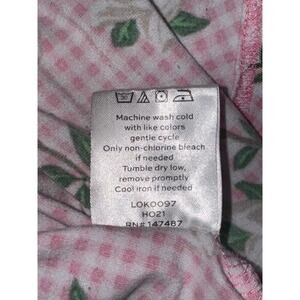 Machine wash cold
with like colors
gentle cycle
Only non-chlorine bleach
if needed
Tumble dry low,
remove promptly
Cool iron if needed
LOK0097
HO21
RN# 147487